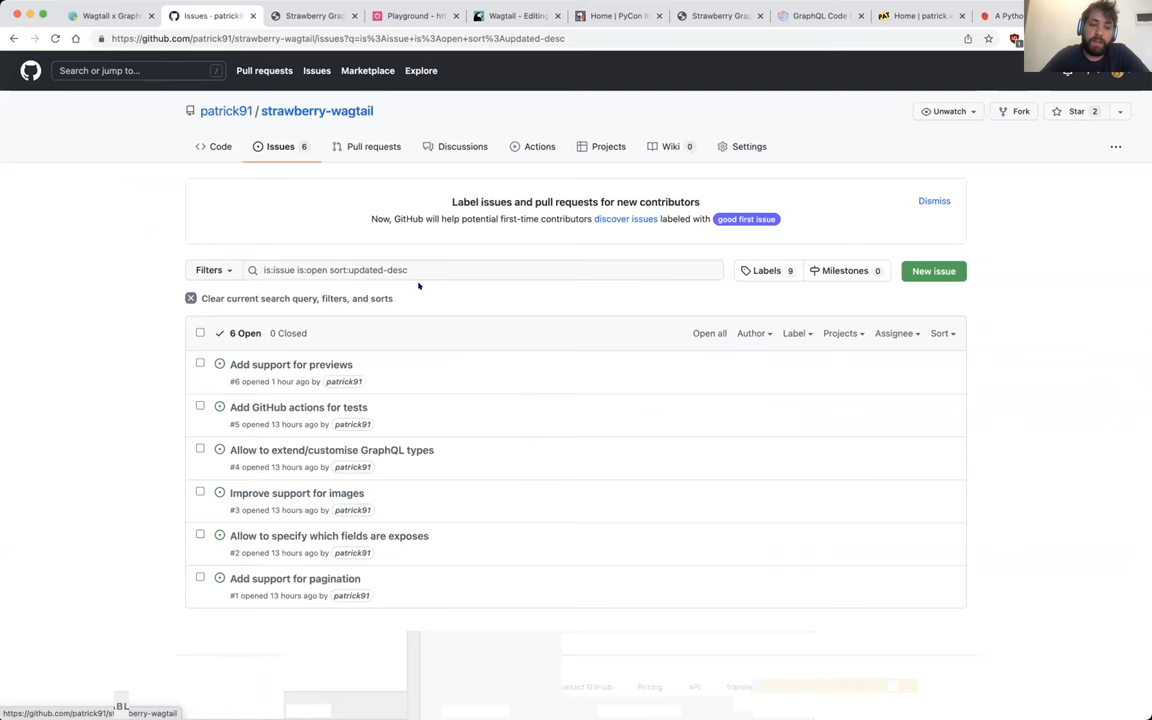 Wagtail x Graph
Issues · patrick9
Strawberry Grap
Playground - htt
Wagtail - Editing
Home | PyCon It
Strawberry Grap
GraphQL Code
Home | patrick.w
A Pytho
https://github.com/patrick91/strawberry-wagtail/issues?q=is%3Aissue+is%3Aopen+sort%3Aupdated-desc
Search or jump to...
/
Pull requests
Issues
Marketplace
Explore
patrick91 / strawberry-wagtail
Unwatch
Fork
Star 2
Code
Issues 6
Pull requests
Discussions
Actions
Projects
Wiki 0
Settings
Label issues and pull requests for new contributors
Dismiss
Now, GitHub will help potential first-time contributors discover issues labeled with good first issue
Filters
is:issue is:open sort:updated-desc
Labels 9
Milestones 0
New issue
Clear current search query, filters, and sorts
6 Open
0 Closed
Open all
Author
Label
Projects
Assignee
Sort
Add support for previews
#6 opened 1 hour ago by patrick91
Add GitHub actions for tests
#5 opened 13 hours ago by patrick91
Allow to extend/customise GraphQL types
#4 opened 13 hours ago by patrick91
Improve support for images
#3 opened 13 hours ago by patrick91
Allow to specify which fields are exposes
#2 opened 13 hours ago by patrick91
Add support for pagination
#1 opened 13 hours ago by patrick91
ontact GitHub
Pricing
API
Training